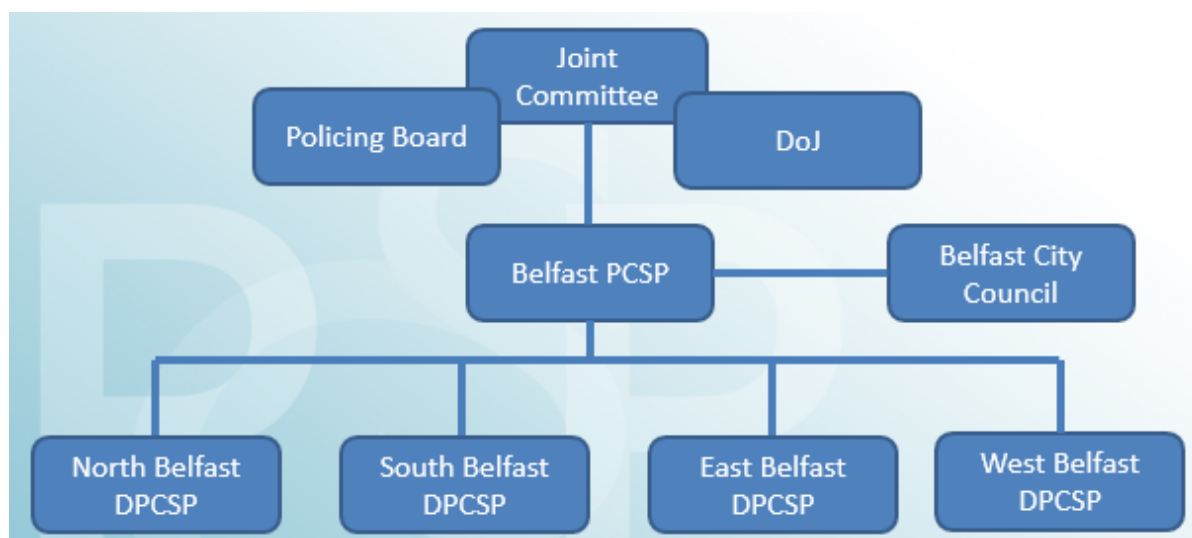 Joint
Committee
Policing Board
DoJ
Belfast PCSP
Belfast City
Council
North Belfast
DPCSP
South Belfast
DPCSP
East Belfast
DPCSP
West Belfast
DPCSP